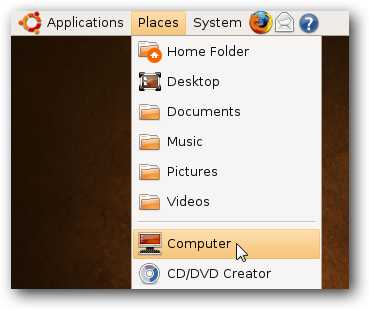 Applications Places System
Home Folder
Desktop
Documents
Music
Pictures
Videos
Computer
CD/DVD Creator